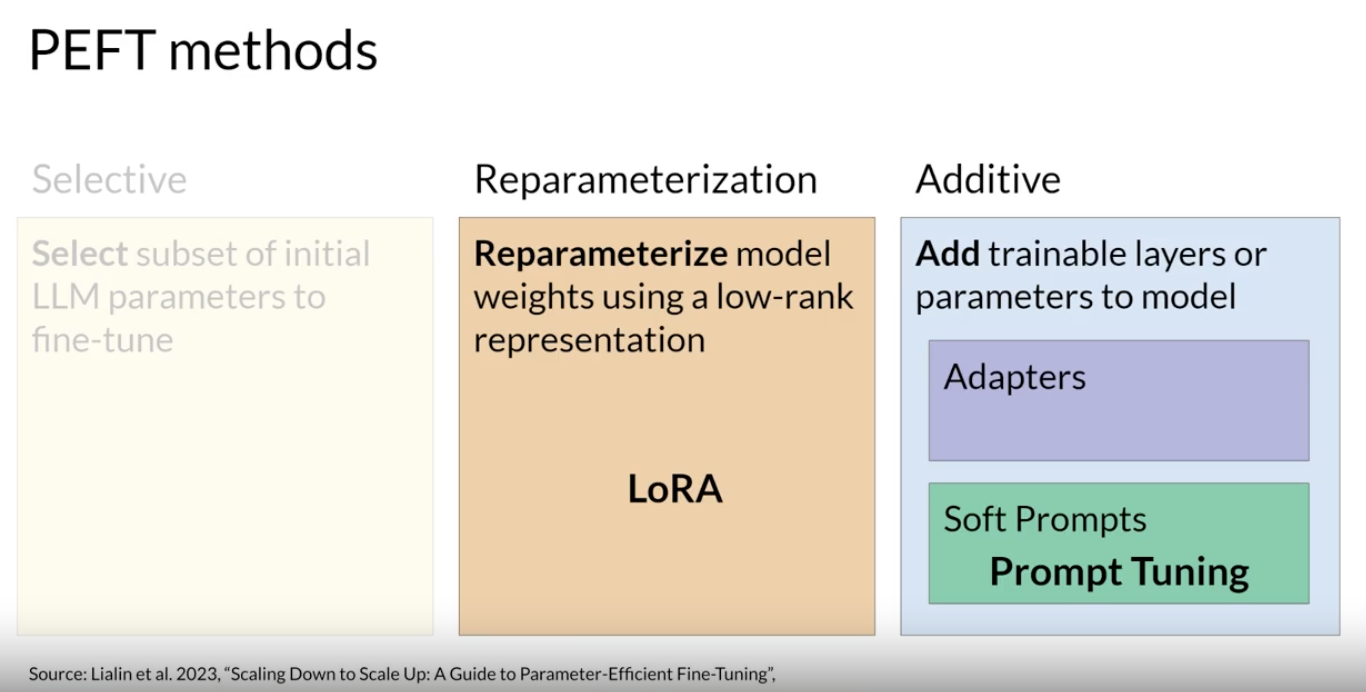 PEFT methods
Selective
Select subset of initial
LLM parameters to
fine-tune
Reparameterization
Reparameterize model
weights using a low-rank
representation
LoRA
Additive
Add trainable layers or
parameters to model
Adapters
Soft Prompts
Prompt Tuning
Source: Lialin et al. 2023, “Scaling Down to Scale Up: A Guide to Parameter-Efficient Fine-Tuning”,